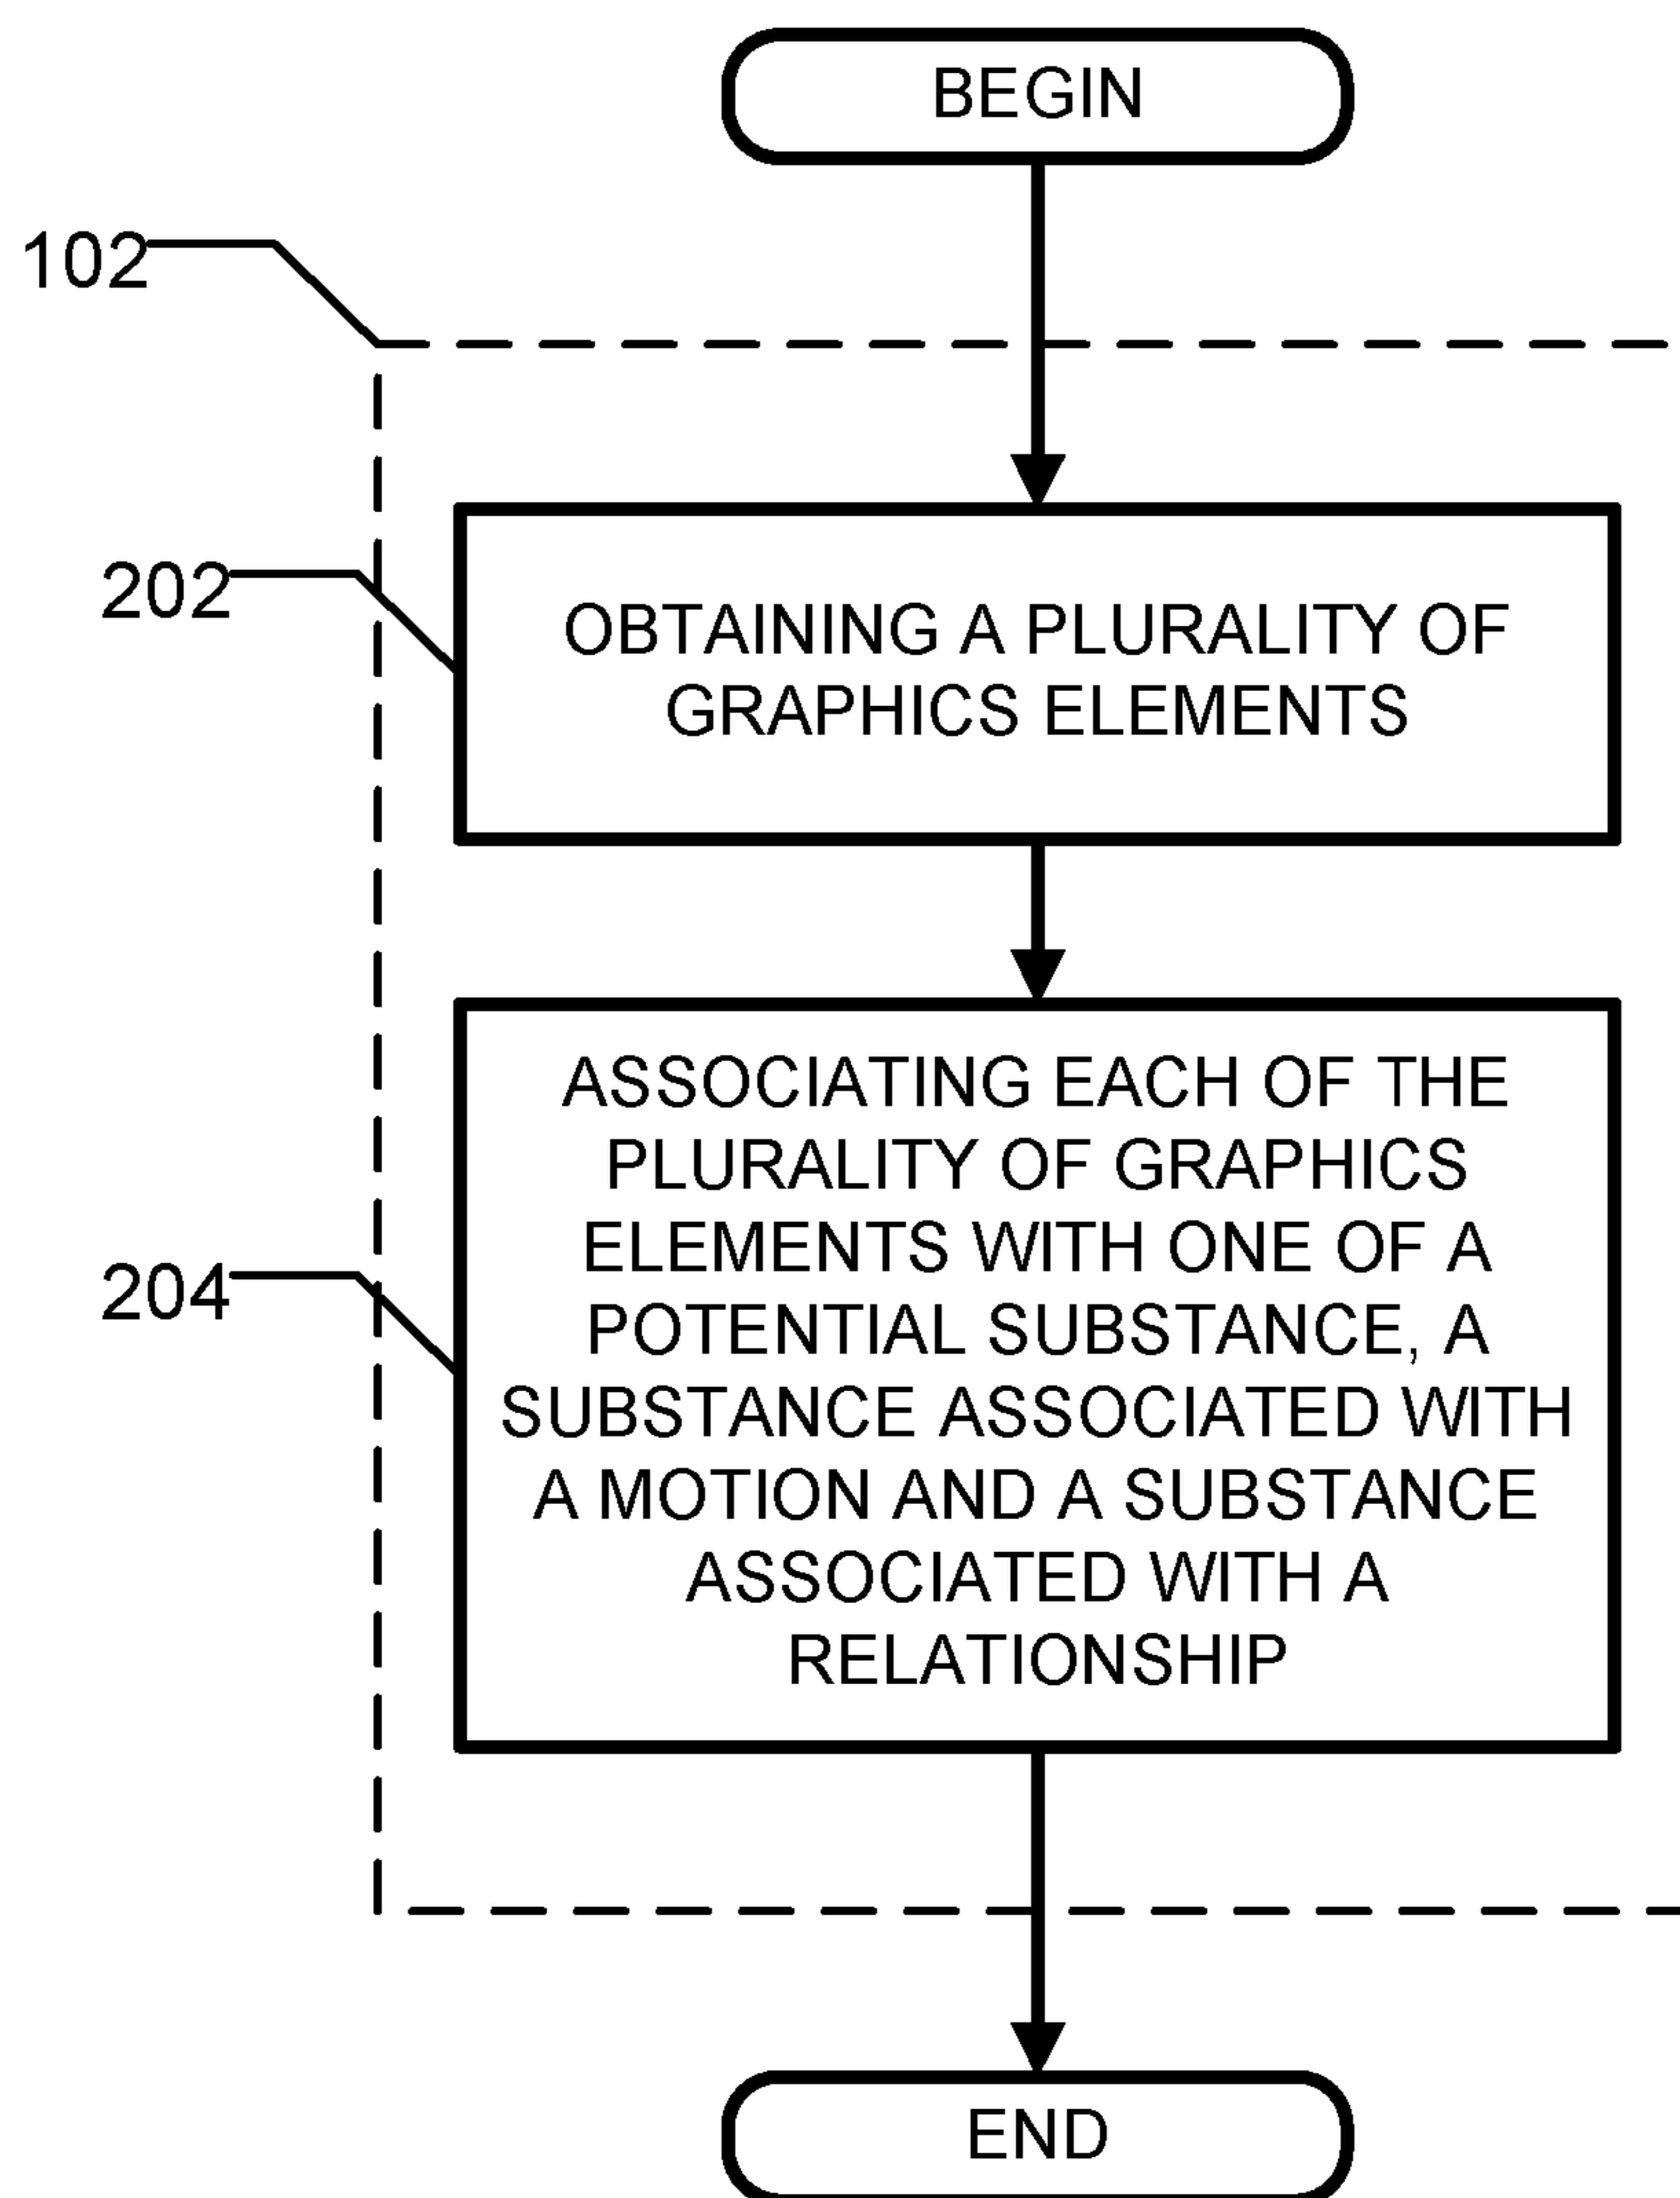 BEGIN
102
202
OBTAINING A PLURALITY OF
GRAPHICS ELEMENTS
ASSOCIATING EACH OF THE
PLURALITY OF GRAPHICS
ELEMENTS WITH ONE OF A
204
POTENTIAL SUBSTANCE, A
SUBSTANCE ASSOCIATED WITH
A MOTION AND A SUBSTANCE
ASSOCIATED WITH A
RELATIONSHIP
END